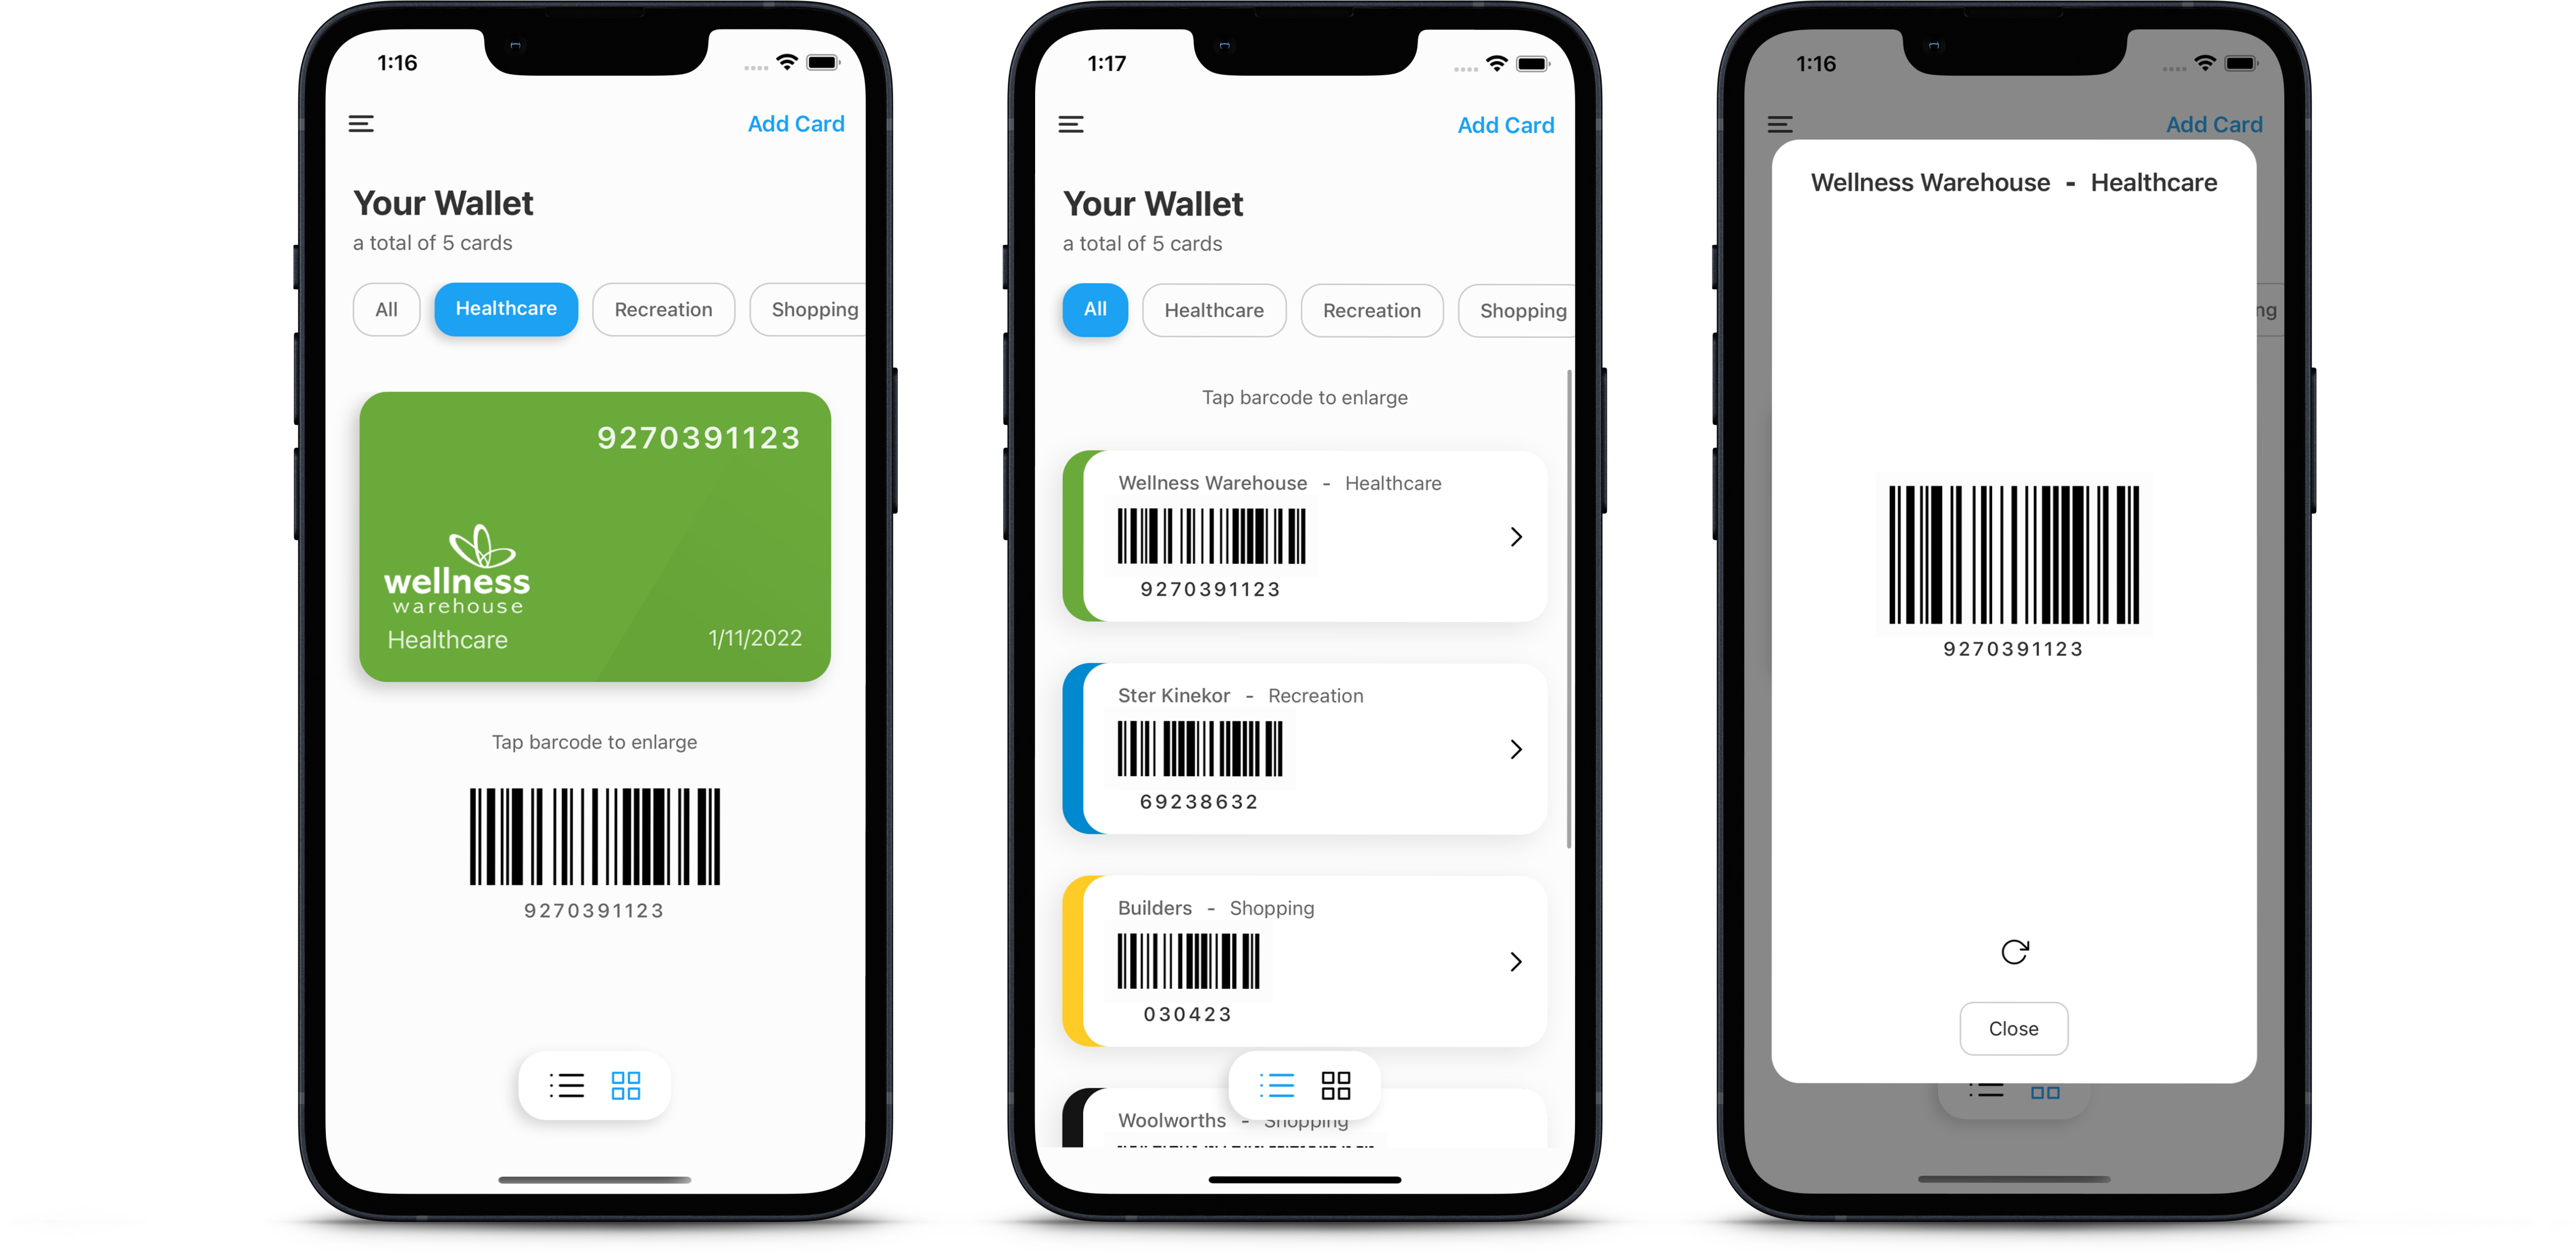 1:16
Add Card
Your Wallet
a total of 5 cards
All Healthcare Recreation Shopping
9270391123
wellness
warehouse
Healthcare 1/11/2022
Tap barcode to enlarge
9270391123
1:17
Add Card
Your Wallet
a total of 5 cards
All Healthcare Recreation Shopping
Tap barcode to enlarge
Wellness Warehouse - Healthcare
9270391123
Ster Kinekor - Recreation
69238632
Builders - Shopping
030423
Woolworths - Shopping
1:16
Add Card
Wellness Warehouse - Healthcare
ng
9270391123
Close